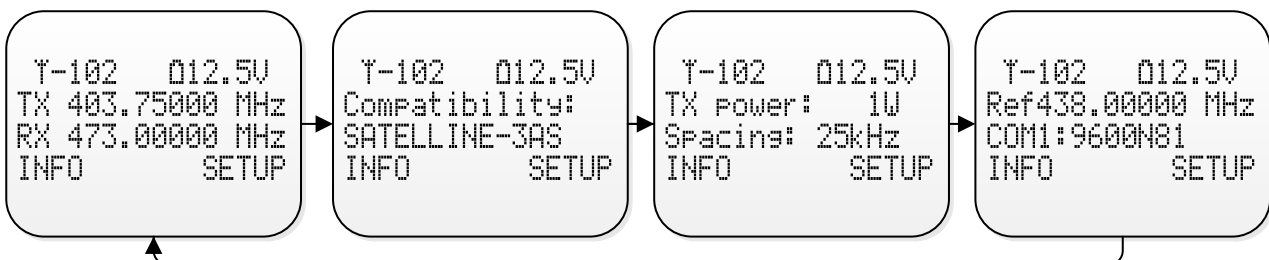 -102 12.5V
TX 403.75000 MHz
RX 473.00000 MHz
INFO SETUP
-102 12.5V
Compatibility:
SATELLINE-3AS
INFO SETUP
-102 12.5V
TX power: 1W
Spacing: 25kHz
INFO SETUP
-102 12.5V
Ref438.00000 MHz
COM1:9600N81
INFO SETUP